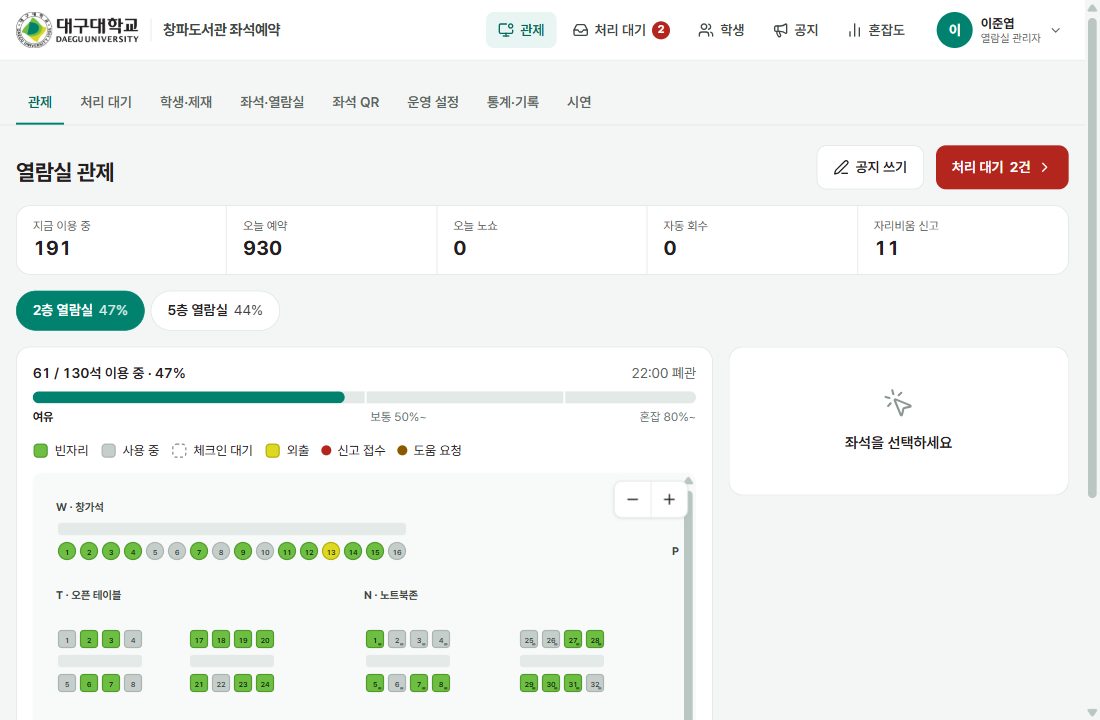 대구대학교
DAEGU UNIVERSITY
창파도서관 좌석예약
관제
처리 대기 2
학생
공지
혼잡도
이
이준엽
열람실 관리자
관제 처리 대기 학생·제재 좌석·열람실 좌석 QR 운영 설정 통계·기록 시연
열람실 관제
공지 쓰기
처리 대기 2건
지금 이용 중
191
오늘 예약
930
오늘 노쇼
0
자동 회수
0
자리비움 신고
11
2층 열람실 47%
5층 열람실 44%
61 / 130석 이용 중 · 47%
22:00 폐관
여유
보통 50%~
혼잡 80%~
빈자리 사용 중 체크인 대기 외출 신고 접수 도움 요청
좌석을 선택하세요
− +
W · 창가석
1 2 3 4 5 6 7 8 9 10 11 12 13 14 15 16
P
T · 오픈 테이블
N · 노트북존
1 2 3 4 17 18 19 20 1 2 3 4 25 26 27 28
5 6 7 8 21 22 23 24 5 6 7 8 29 30 31 32